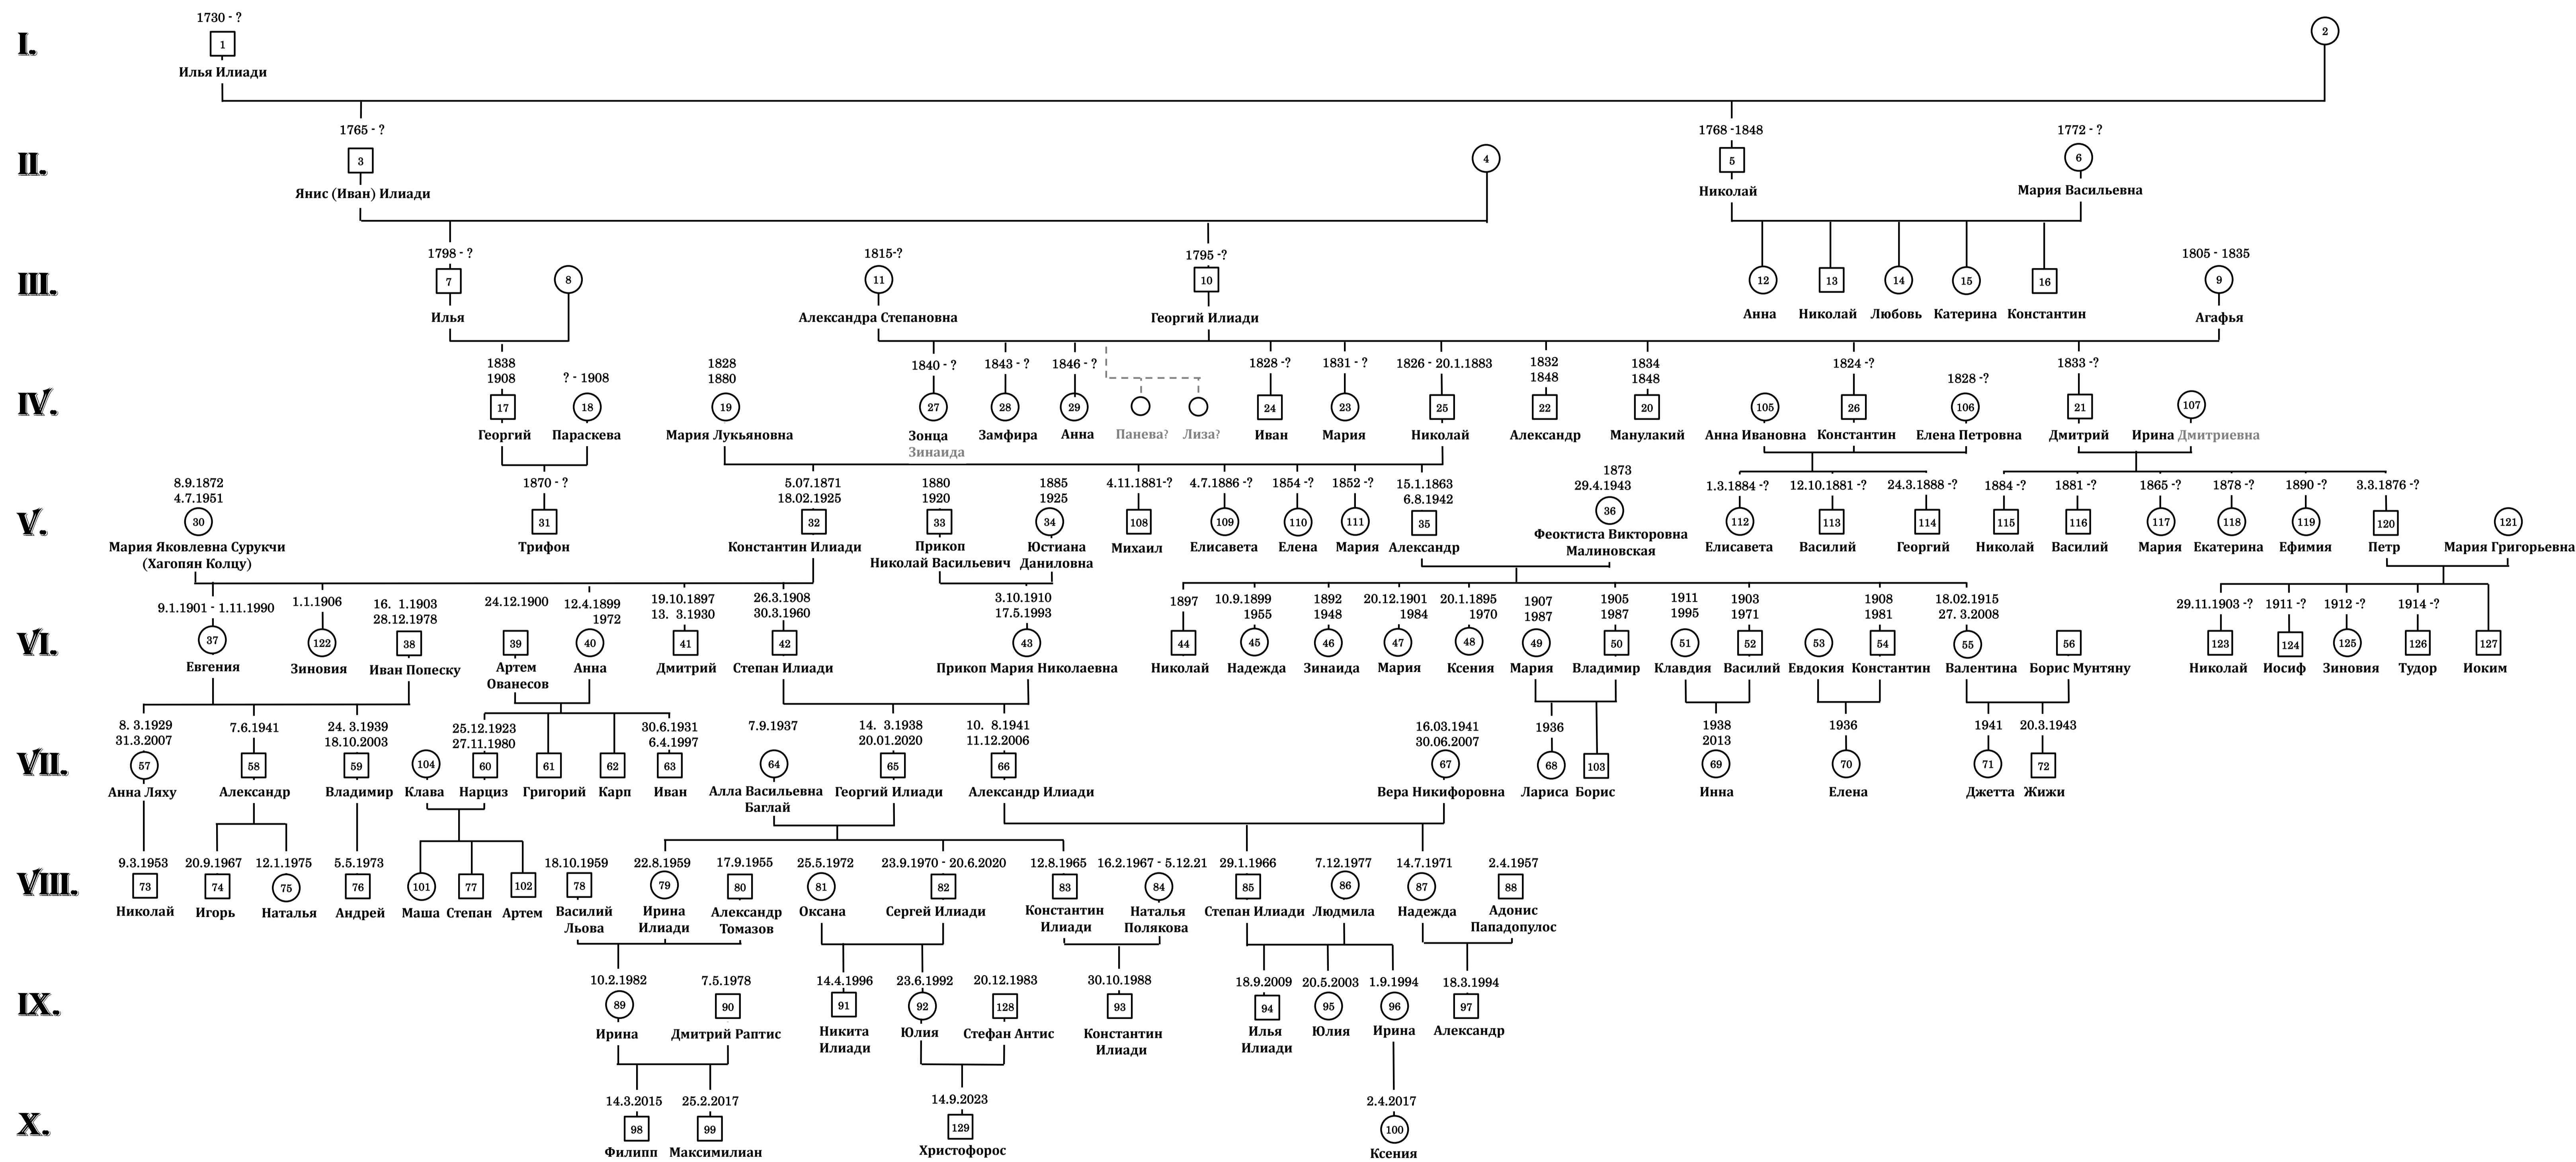 I.
1730 - ?
1
2
Илья Илиади
II.
1765 - ?
1768 -1848
1772 - ?
3
4
5
6
Янис (Иван) Илиади
Николай
Мария Васильевна
III.
1798 - ?
1815-?
1795 -?
1805 - 1835
7
8
11
10
12
13
14
15
16
9
Илья
Александра Степановна
Георгий Илиади
Анна
Николай
Любовь
Катерина
Константин
Агафья
IV.
1838
1908
? - 1908
1828
1880
1840 - ?
1843 - ?
1846 - ?
1828 -?
1831 - ?
1826 - 20.1.1883
1832
1848
1834
1848
1824 -?
1828 -?
1833 -?
17
18
19
27
28
29
24
23
25
22
20
105
26
106
21
107
Георгий
Параскева
Мария Лукьяновна
Зонца
Зинаида
Замфира
Анна
Панева?
Лиза?
Иван
Мария
Николай
Александр
Манулакий
Анна Ивановна
Константин
Елена Петровна
Дмитрий
Ирина Дмитриевна
V.
8.9.1872
4.7.1951
1870 - ?
5.07.1871
18.02.1925
1880
1920
1885
1925
4.11.1881-?
4.7.1886 -?
1854 -?
1852 -?
15.1.1863
6.8.1942
1873
29.4.1943
1.3.1884 -?
12.10.1881 -?
24.3.1888 -?
1884 -?
1881 -?
1865 -?
1878 -?
1890 -?
3.3.1876 -?
30
31
32
33
34
108
109
110
111
35
36
112
113
114
115
116
117
118
119
120
121
Мария Яковлевна Сурукчи
(Хагопян Колцу)
Трифон
Константин Илиади
Прикоп
Николай Васильевич
Юстиана
Даниловна
Михаил
Елисавета
Елена
Мария
Александр
Феоктиста Викторовна
Малиновская
Елисавета
Василий
Георгий
Николай
Василий
Мария
Екатерина
Ефимия
Петр
Мария Григорьевна
VI.
9.1.1901 - 1.11.1990
1.1.1906
16. 1.1903
28.12.1978
24.12.1900
12.4.1899
1972
19.10.1897
13. 3.1930
26.3.1908
30.3.1960
3.10.1910
17.5.1993
1897
10.9.1899
1955
1892
1948
20.12.1901
1984
20.1.1895
1970
1907
1987
1905
1987
1911
1995
1903
1971
1908
1981
18.02.1915
27. 3.2008
29.11.1903 -?
1911 -?
1912 -?
1914 -?
37
122
38
39
40
41
42
43
44
45
46
47
48
49
50
51
52
53
54
55
56
123
124
125
126
127
Евгения
Зиновия
Иван Попеску
Артем
Ованесов
Анна
Дмитрий
Степан Илиади
Прикоп Мария Николаевна
Николай
Надежда
Зинаида
Мария
Ксения
Мария
Владимир
Клавдия
Василий
Евдокия
Константин
Валентина
Борис Мунтяну
Николай
Иосиф
Зиновия
Тудор
Иоким
VII.
8. 3.1929
31.3.2007
7.6.1941
24. 3.1939
18.10.2003
25.12.1923
27.11.1980
30.6.1931
6.4.1997
7.9.1937
14. 3.1938
20.01.2020
10. 8.1941
11.12.2006
16.03.1941
30.06.2007
1936
1938
2013
1936
1941
20.3.1943
57
58
59
104
60
61
62
63
64
65
66
67
68
103
69
70
71
72
Анна Ляху
Александр
Владимир
Клава
Нарциз
Григорий
Карп
Иван
Алла Васильевна
Баглай
Георгий Илиади
Александр Илиади
Вера Никифоровна
Лариса
Борис
Инна
Елена
Джетта
Жижи
VIII.
9.3.1953
20.9.1967
12.1.1975
5.5.1973
18.10.1959
22.8.1959
17.9.1955
25.5.1972
23.9.1970 - 20.6.2020
12.8.1965
16.2.1967 - 5.12.21
29.1.1966
7.12.1977
14.7.1971
2.4.1957
73
74
75
76
101
77
102
78
79
80
81
82
83
84
85
86
87
88
Николай
Игорь
Наталья
Андрей
Маша
Степан
Артем
Василий
Льова
Ирина
Илиади
Александр
Томазов
Оксана
Сергей Илиади
Константин
Илиади
Наталья
Полякова
Степан Илиади
Людмила
Надежда
Адонис
Пападопулос
IX.
10.2.1982
7.5.1978
14.4.1996
23.6.1992
20.12.1983
30.10.1988
18.9.2009
20.5.2003
1.9.1994
18.3.1994
89
90
91
92
128
93
94
95
96
97
Ирина
Дмитрий Раптис
Никита
Илиади
Юлия
Стефан Антис
Константин
Илиади
Илья
Илиади
Юлия
Ирина
Александр
X.
14.3.2015
25.2.2017
14.9.2023
2.4.2017
98
99
129
100
Филипп
Максимилиан
Христофорос
Ксения